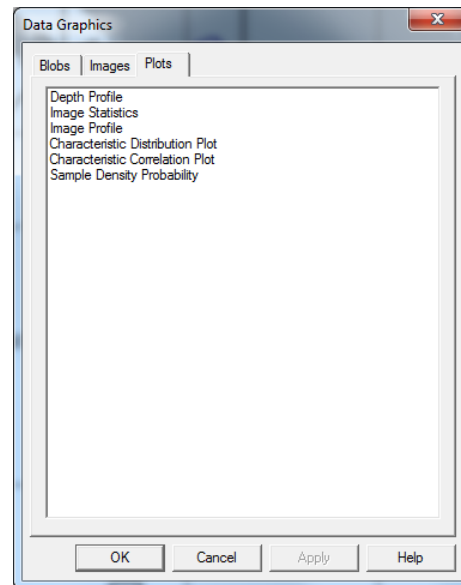 Data Graphics
Blobs Images Plots
Depth Profile
Image Statistics
Image Profile
Characteristic Distribution Plot
Characteristic Correlation Plot
Sample Density Probability
OK Cancel Apply Help